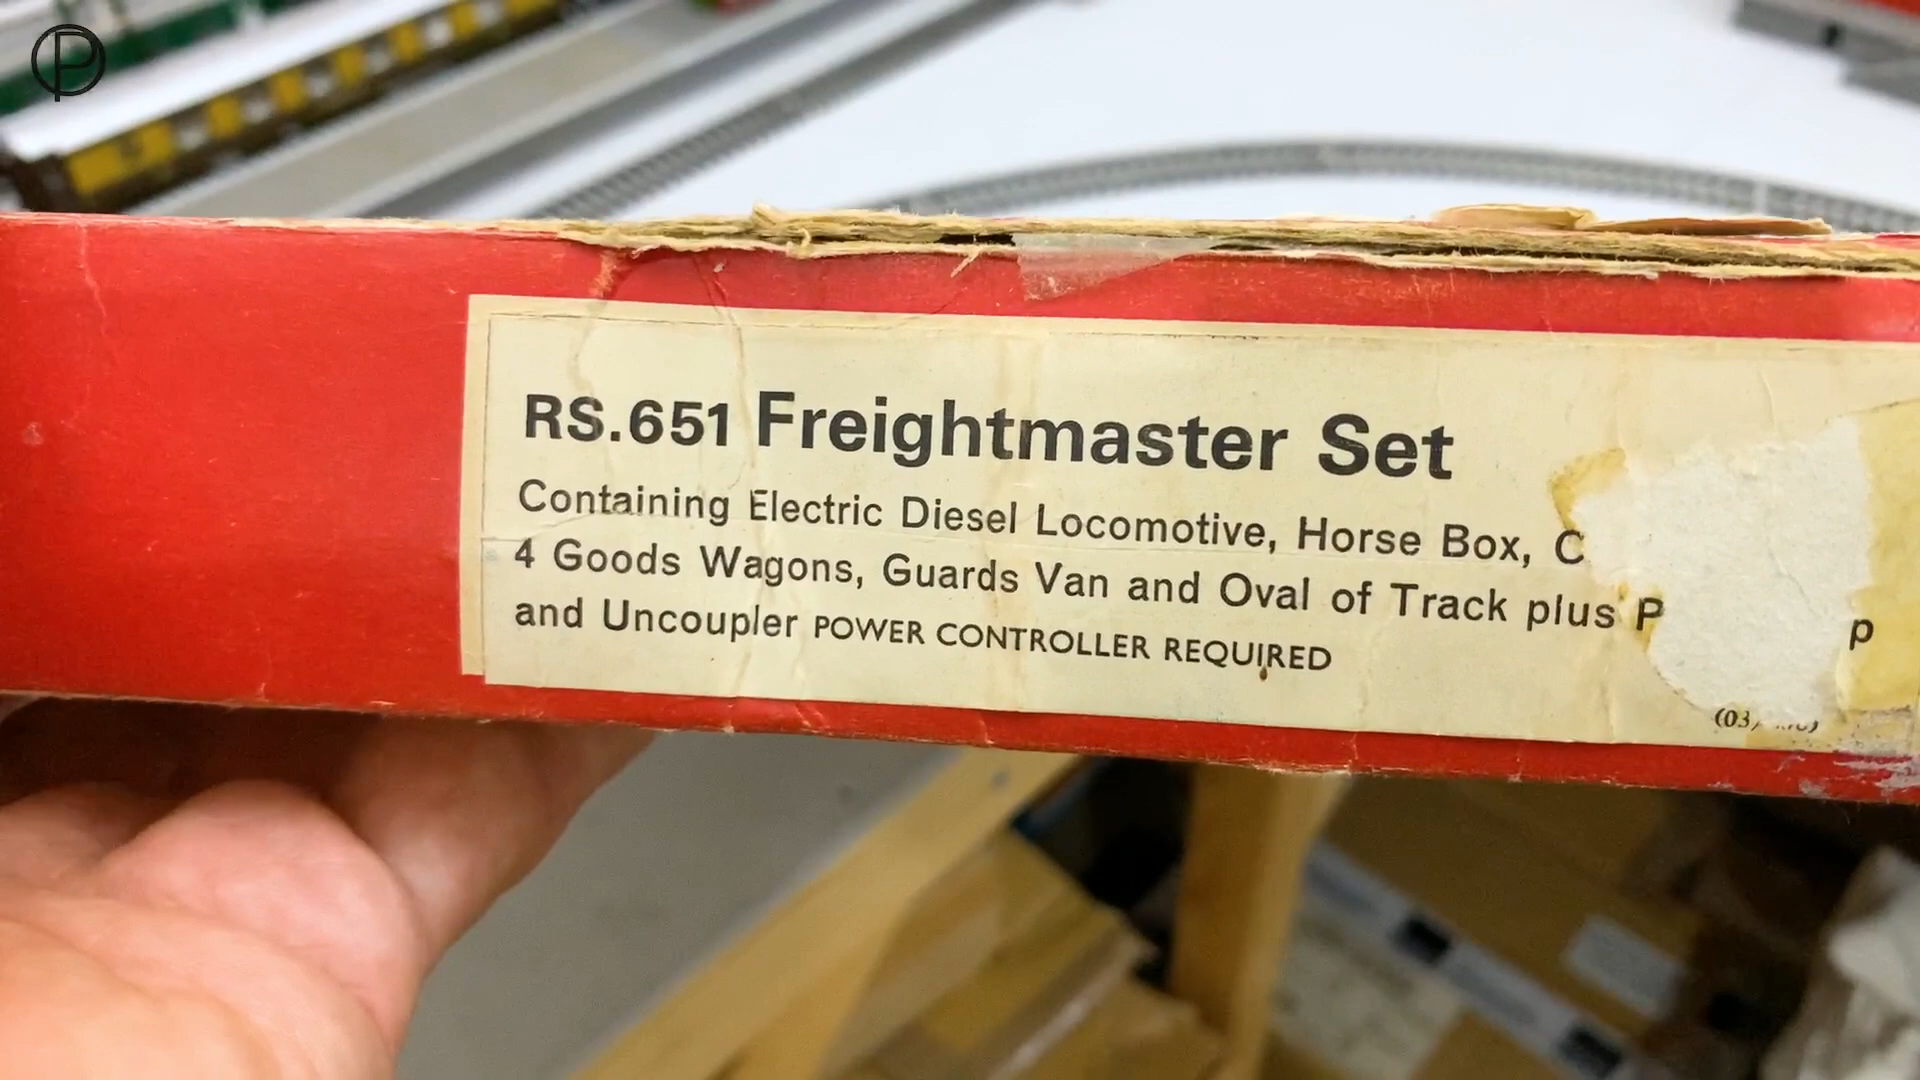 RS.651 Freightmaster Set
Containing Electric Diesel Locomotive, Horse Box, C
4 Goods Wagons, Guards Van and Oval of Track plus P p
and Uncoupler POWER CONTROLLER REQUIRED